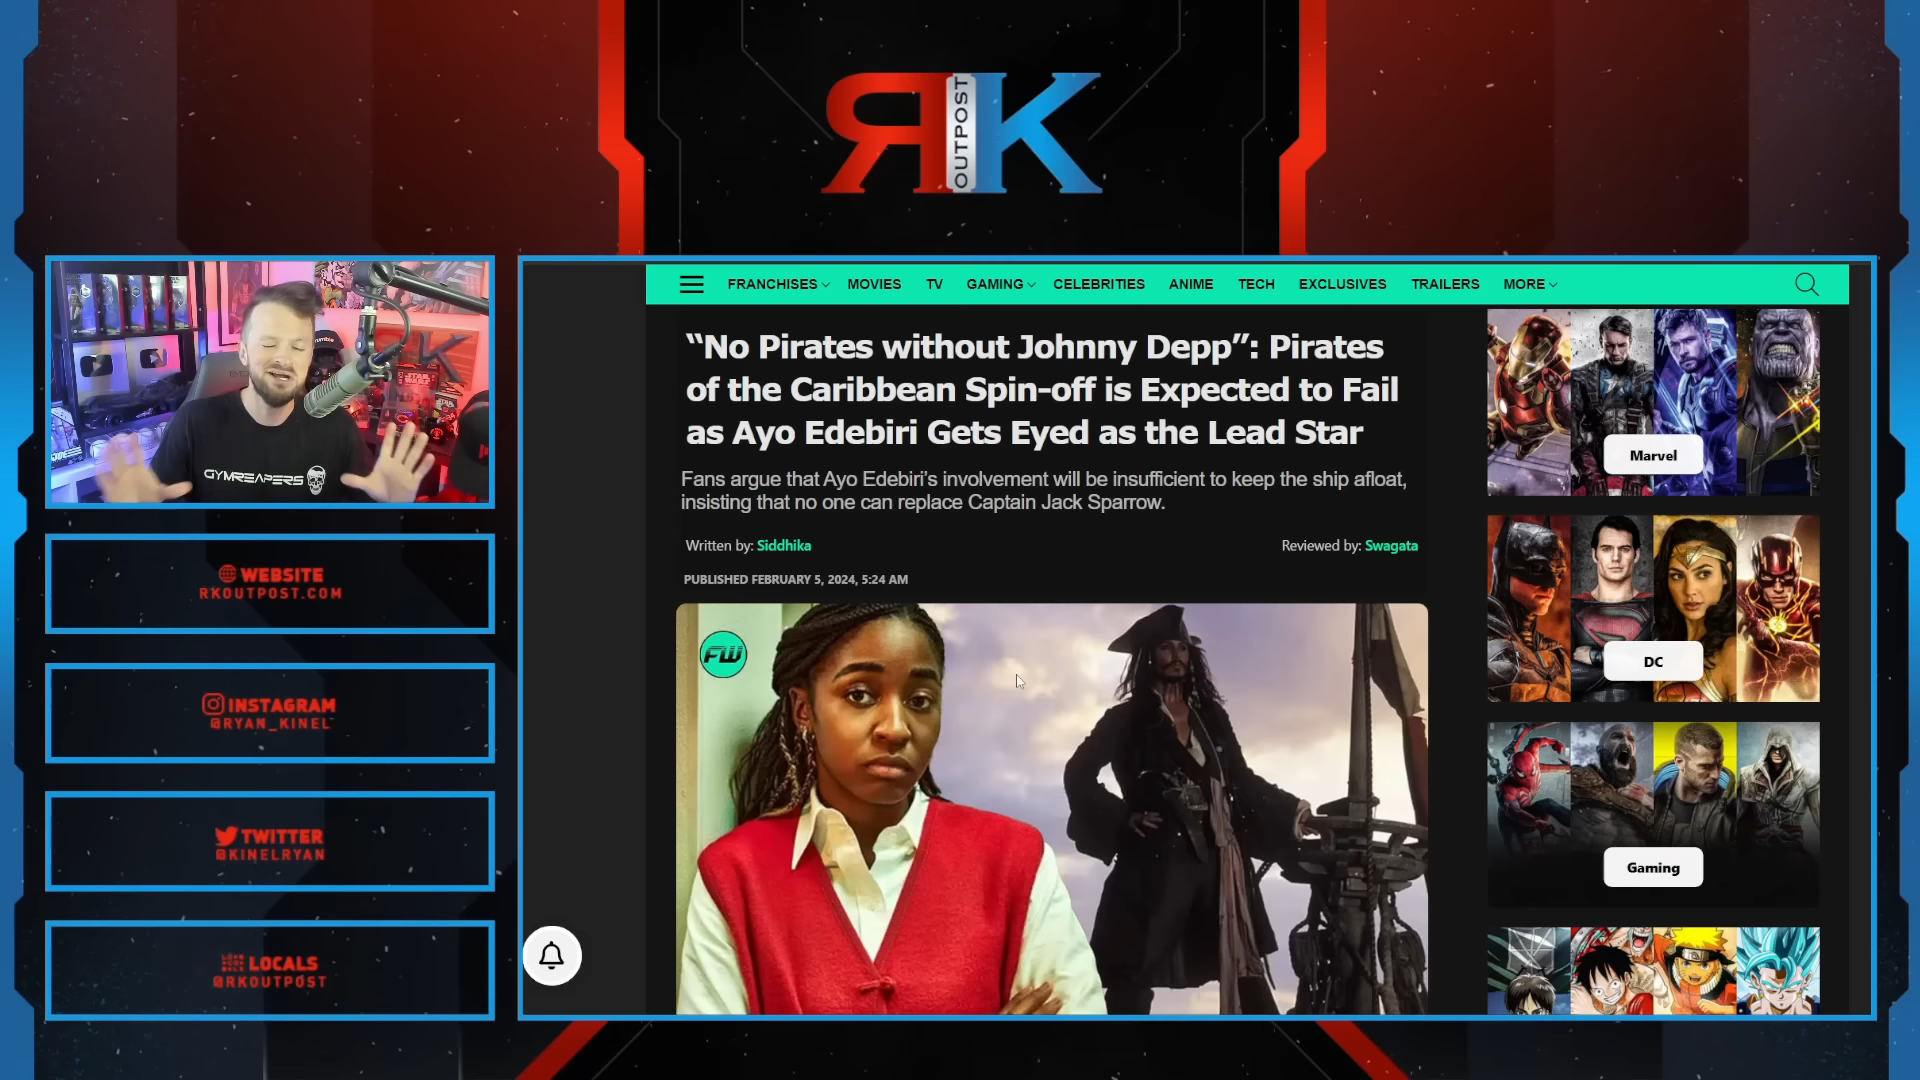 RK
OUTPOST
FRANCHISES MOVIES TV GAMING CELEBRITIES ANIME TECH EXCLUSIVES TRAILERS MORE
“No Pirates without Johnny Depp”: Pirates
of the Caribbean Spin-off is Expected to Fail
as Ayo Edebiri Gets Eyed as the Lead Star
Fans argue that Ayo Edebiri’s involvement will be insufficient to keep the ship afloat,
insisting that no one can replace Captain Jack Sparrow.
Written by: Siddhika
Reviewed by: Swagata
PUBLISHED FEBRUARY 5, 2024, 5:24 AM
FW
Marvel
DC
Gaming
rumble
STAR
WARS
GYMREAPERS
WEBSITE
RKOUTPOST.COM
INSTAGRAM
@RYAN_KINEL
TWITTER
@KINELRYAN
LOCALS
@RKOUTPOST